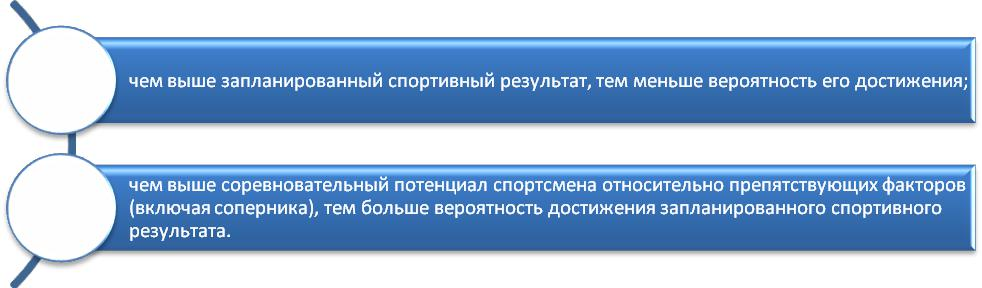 чем выше запланированный спортивный результат, тем меньше вероятность его достижения;
чем выше соревновательный потенциал спортсмена относительно препятствующих факторов
(включая соперника), тем больше вероятность достижения запланированного спортивного
результата.